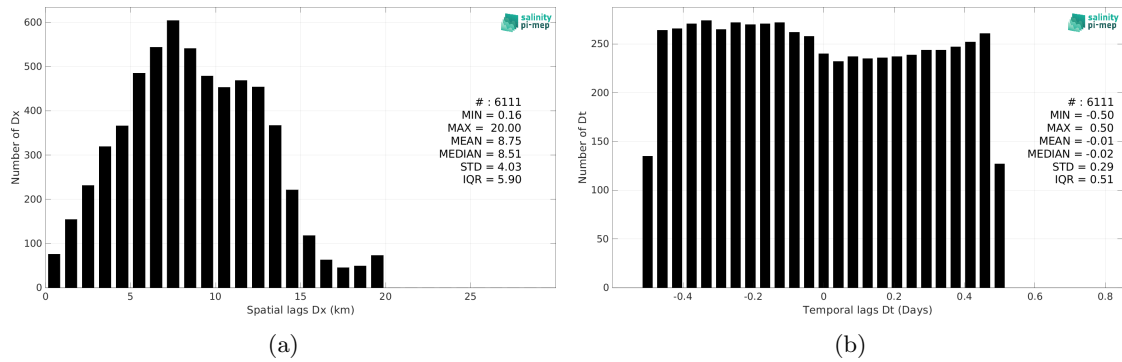 600
500
400
300
200
100
0
Number of Dx
0 5 10 15 20 25
Spatial lags Dx (km)
salinity
pi-mep
# : 6111
MIN = 0.16
MAX = 20.00
MEAN = 8.75
MEDIAN = 8.51
STD = 4.03
IQR = 5.90
(a)
250
200
150
100
50
0
Number of Dt
-0.4 -0.2 0 0.2 0.4 0.6 0.8
Temporal lags Dt (Days)
salinity
pi-mep
# : 6111
MIN = -0.50
MAX = 0.50
MEAN = -0.01
MEDIAN = -0.02
STD = 0.29
IQR = 0.51
(b)